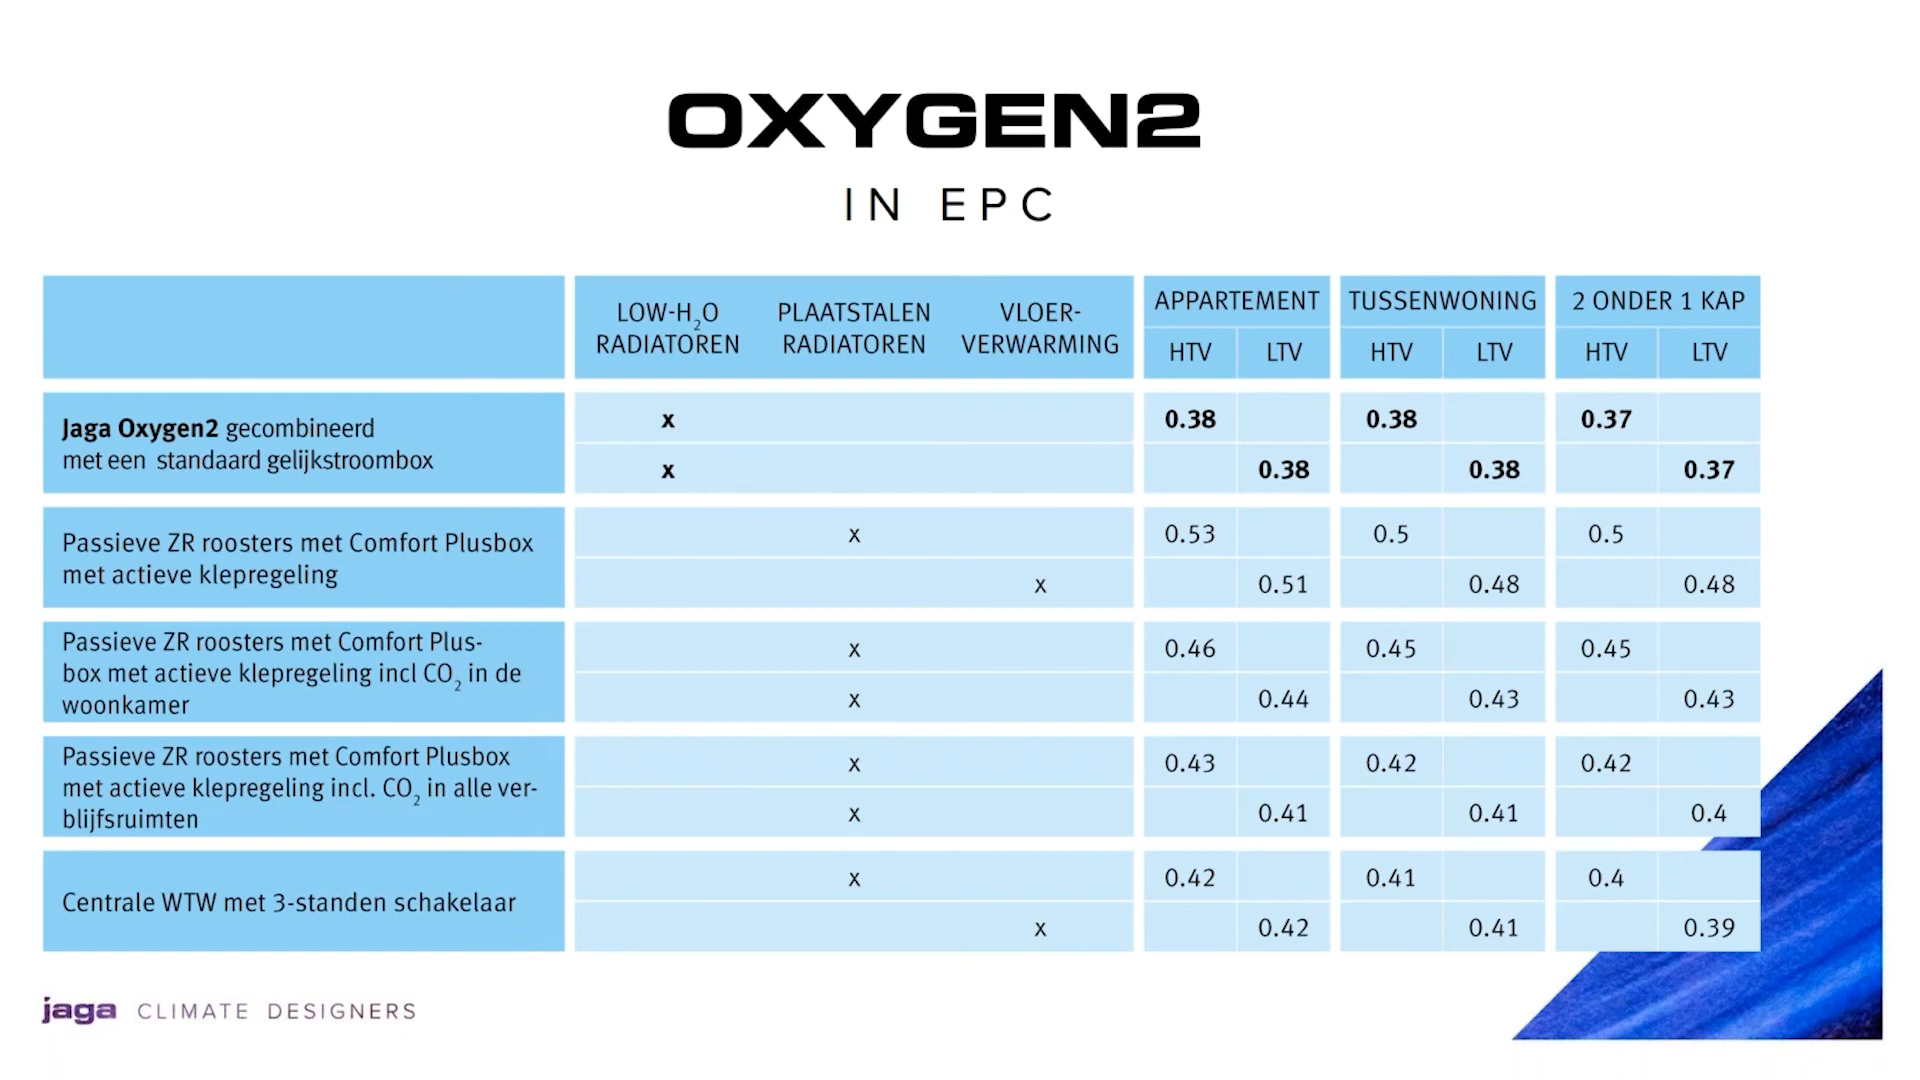 OXYGEN2
IN EPC
LOW-H₂O RADIATOREN
PLAATSTALEN RADIATOREN
VLOER-VERWARMING
APPARTEMENT
TUSSENWONING
2 ONDER 1 KAP
HTV LTV HTV LTV HTV LTV
Jaga Oxygen2 gecombineerd
met een standaard gelijkstroombox
x 0.38 0.38 0.37
x 0.38 0.38 0.37
Passieve ZR roosters met Comfort Plusbox
met actieve klepregeling
x 0.53 0.5 0.5
x 0.51 0.48 0.48
Passieve ZR roosters met Comfort Plus-
box met actieve klepregeling incl CO₂ in de
woonkamer
x 0.46 0.45 0.45
x 0.44 0.43 0.43
Passieve ZR roosters met Comfort Plusbox
met actieve klepregeling incl. CO₂ in alle ver-
blijfsruimten
x 0.43 0.42 0.42
x 0.41 0.41 0.4
Centrale WTW met 3-standen schakelaar
x 0.42 0.41 0.4
x 0.42 0.41 0.39
jaga CLIMATE DESIGNERS